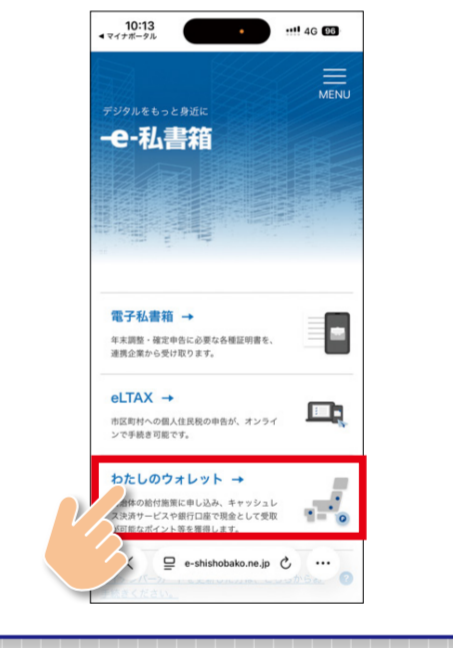 10:13
◀ マイナポータル
4G 96
MENU
デジタルをもっと身近に
e-私書箱
電子私書箱 →
年末調整・確定申告に必要な各種証明書を、
連携企業から受け取ります。
eLTAX →
市区町村への個人住民税の申告が、オンライ
ンで手続き可能です。
わたしのウォレット →
体の給付施策に申し込み、キャッシュレ
ス決済サービスや銀行口座で現金として受取
が可能なポイント等を獲得します。
e-shishobako.ne.jp